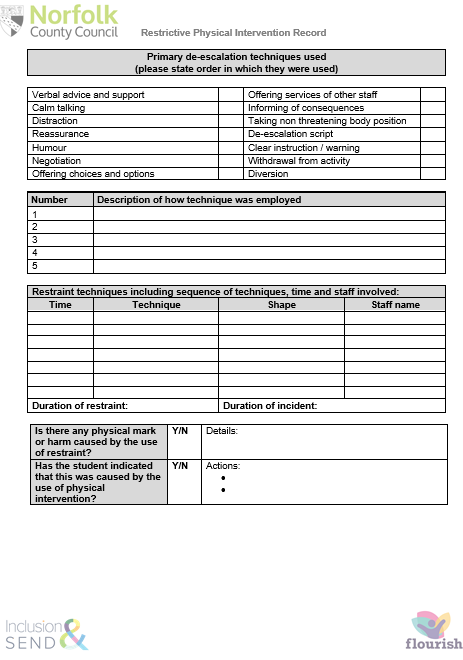 Norfolk
County Council
Restrictive Physical Intervention Record
Primary de-escalation techniques used
(please state order in which they were used)
Verbal advice and support
Offering services of other staff
Calm talking
Informing of consequences
Distraction
Taking non threatening body position
Reassurance
De-escalation script
Humour
Clear instruction / warning
Negotiation
Withdrawal from activity
Offering choices and options
Diversion
Number Description of how technique was employed
1
2
3
4
5
Restraint techniques including sequence of techniques, time and staff involved:
Time Technique Shape Staff name
Duration of restraint: Duration of incident:
Is there any physical mark
or harm caused by the use
of restraint?
Y/N
Details:
Has the student indicated
that this was caused by the
use of physical
intervention?
Y/N
Actions:
•
•
Inclusion
SEND &
flourish